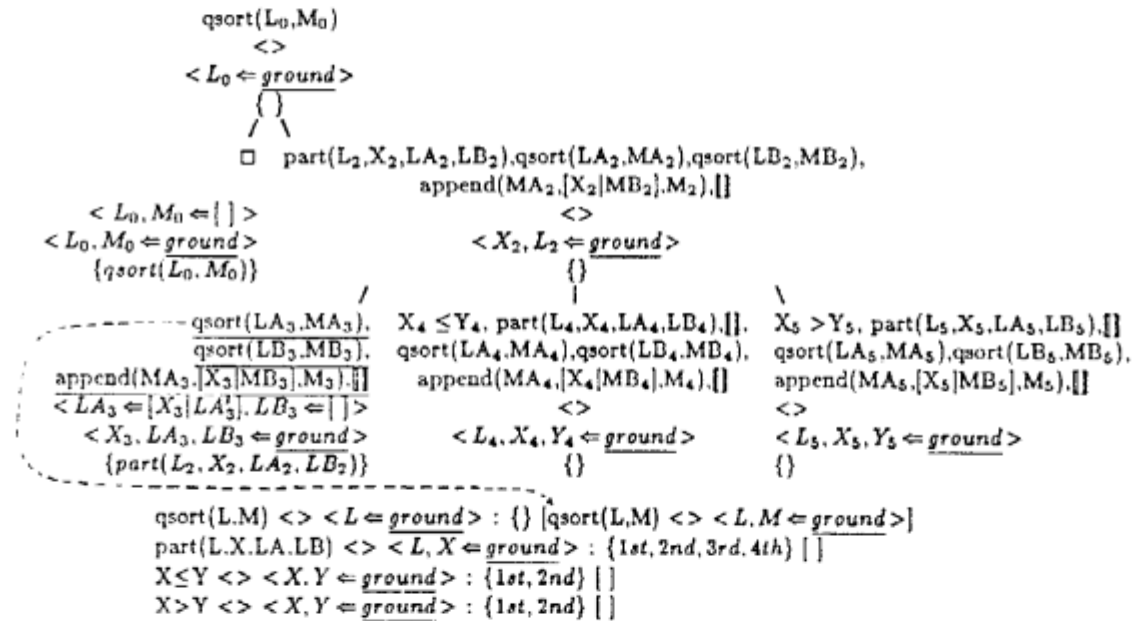 qsort(L₀,M₀)
<>
< L₀ ⇐ ground >
{ }
□ part(L₂,X₂,LA₂,LB₂),qsort(LA₂,MA₂),qsort(LB₂,MB₂),
append(MA₂,[X₂|MB₂],M₂),[]
< L₀, M₀ ⇐ [ ] > <>
< L₀, M₀ ⇐ ground > < X₂, L₂ ⇐ ground >
{qsort(L₀, M₀)} {}
qsort(LA₃,MA₃), X₄ ≤Y₄, part(L₄,X₄,LA₄,LB₄),[], X₅ >Y₅, part(L₅,X₅,LA₅,LB₅),[]
qsort(LB₃,MB₃), qsort(LA₄,MA₄),qsort(LB₄,MB₄), qsort(LA₅,MA₅),qsort(LB₅,MB₅),
append(MA₃,[X₃|MB₃],M₃),[] append(MA₄,[X₄|MB₄],M₄),[] append(MA₅,[X₅|MB₅],M₅),[]
< LA₃ ⇐ [X₃|LA₃'], LB₃ ⇐ [ ] > <> <>
< X₃, LA₃, LB₃ ⇐ ground > < L₄, X₄, Y₄ ⇐ ground > < L₅, X₅, Y₅ ⇐ ground >
{part(L₂, X₂, LA₂, LB₂)} {} {}
qsort(L.M) <> < L ⇐ ground > : {} [qsort(L,M) <> < L, M ⇐ ground >]
part(L.X.LA.LB) <> < L, X ⇐ ground > : {1st, 2nd, 3rd, 4th} [ ]
X≤Y <> < X, Y ⇐ ground > : {1st, 2nd} [ ]
X>Y <> < X, Y ⇐ ground > : {1st, 2nd} [ ]